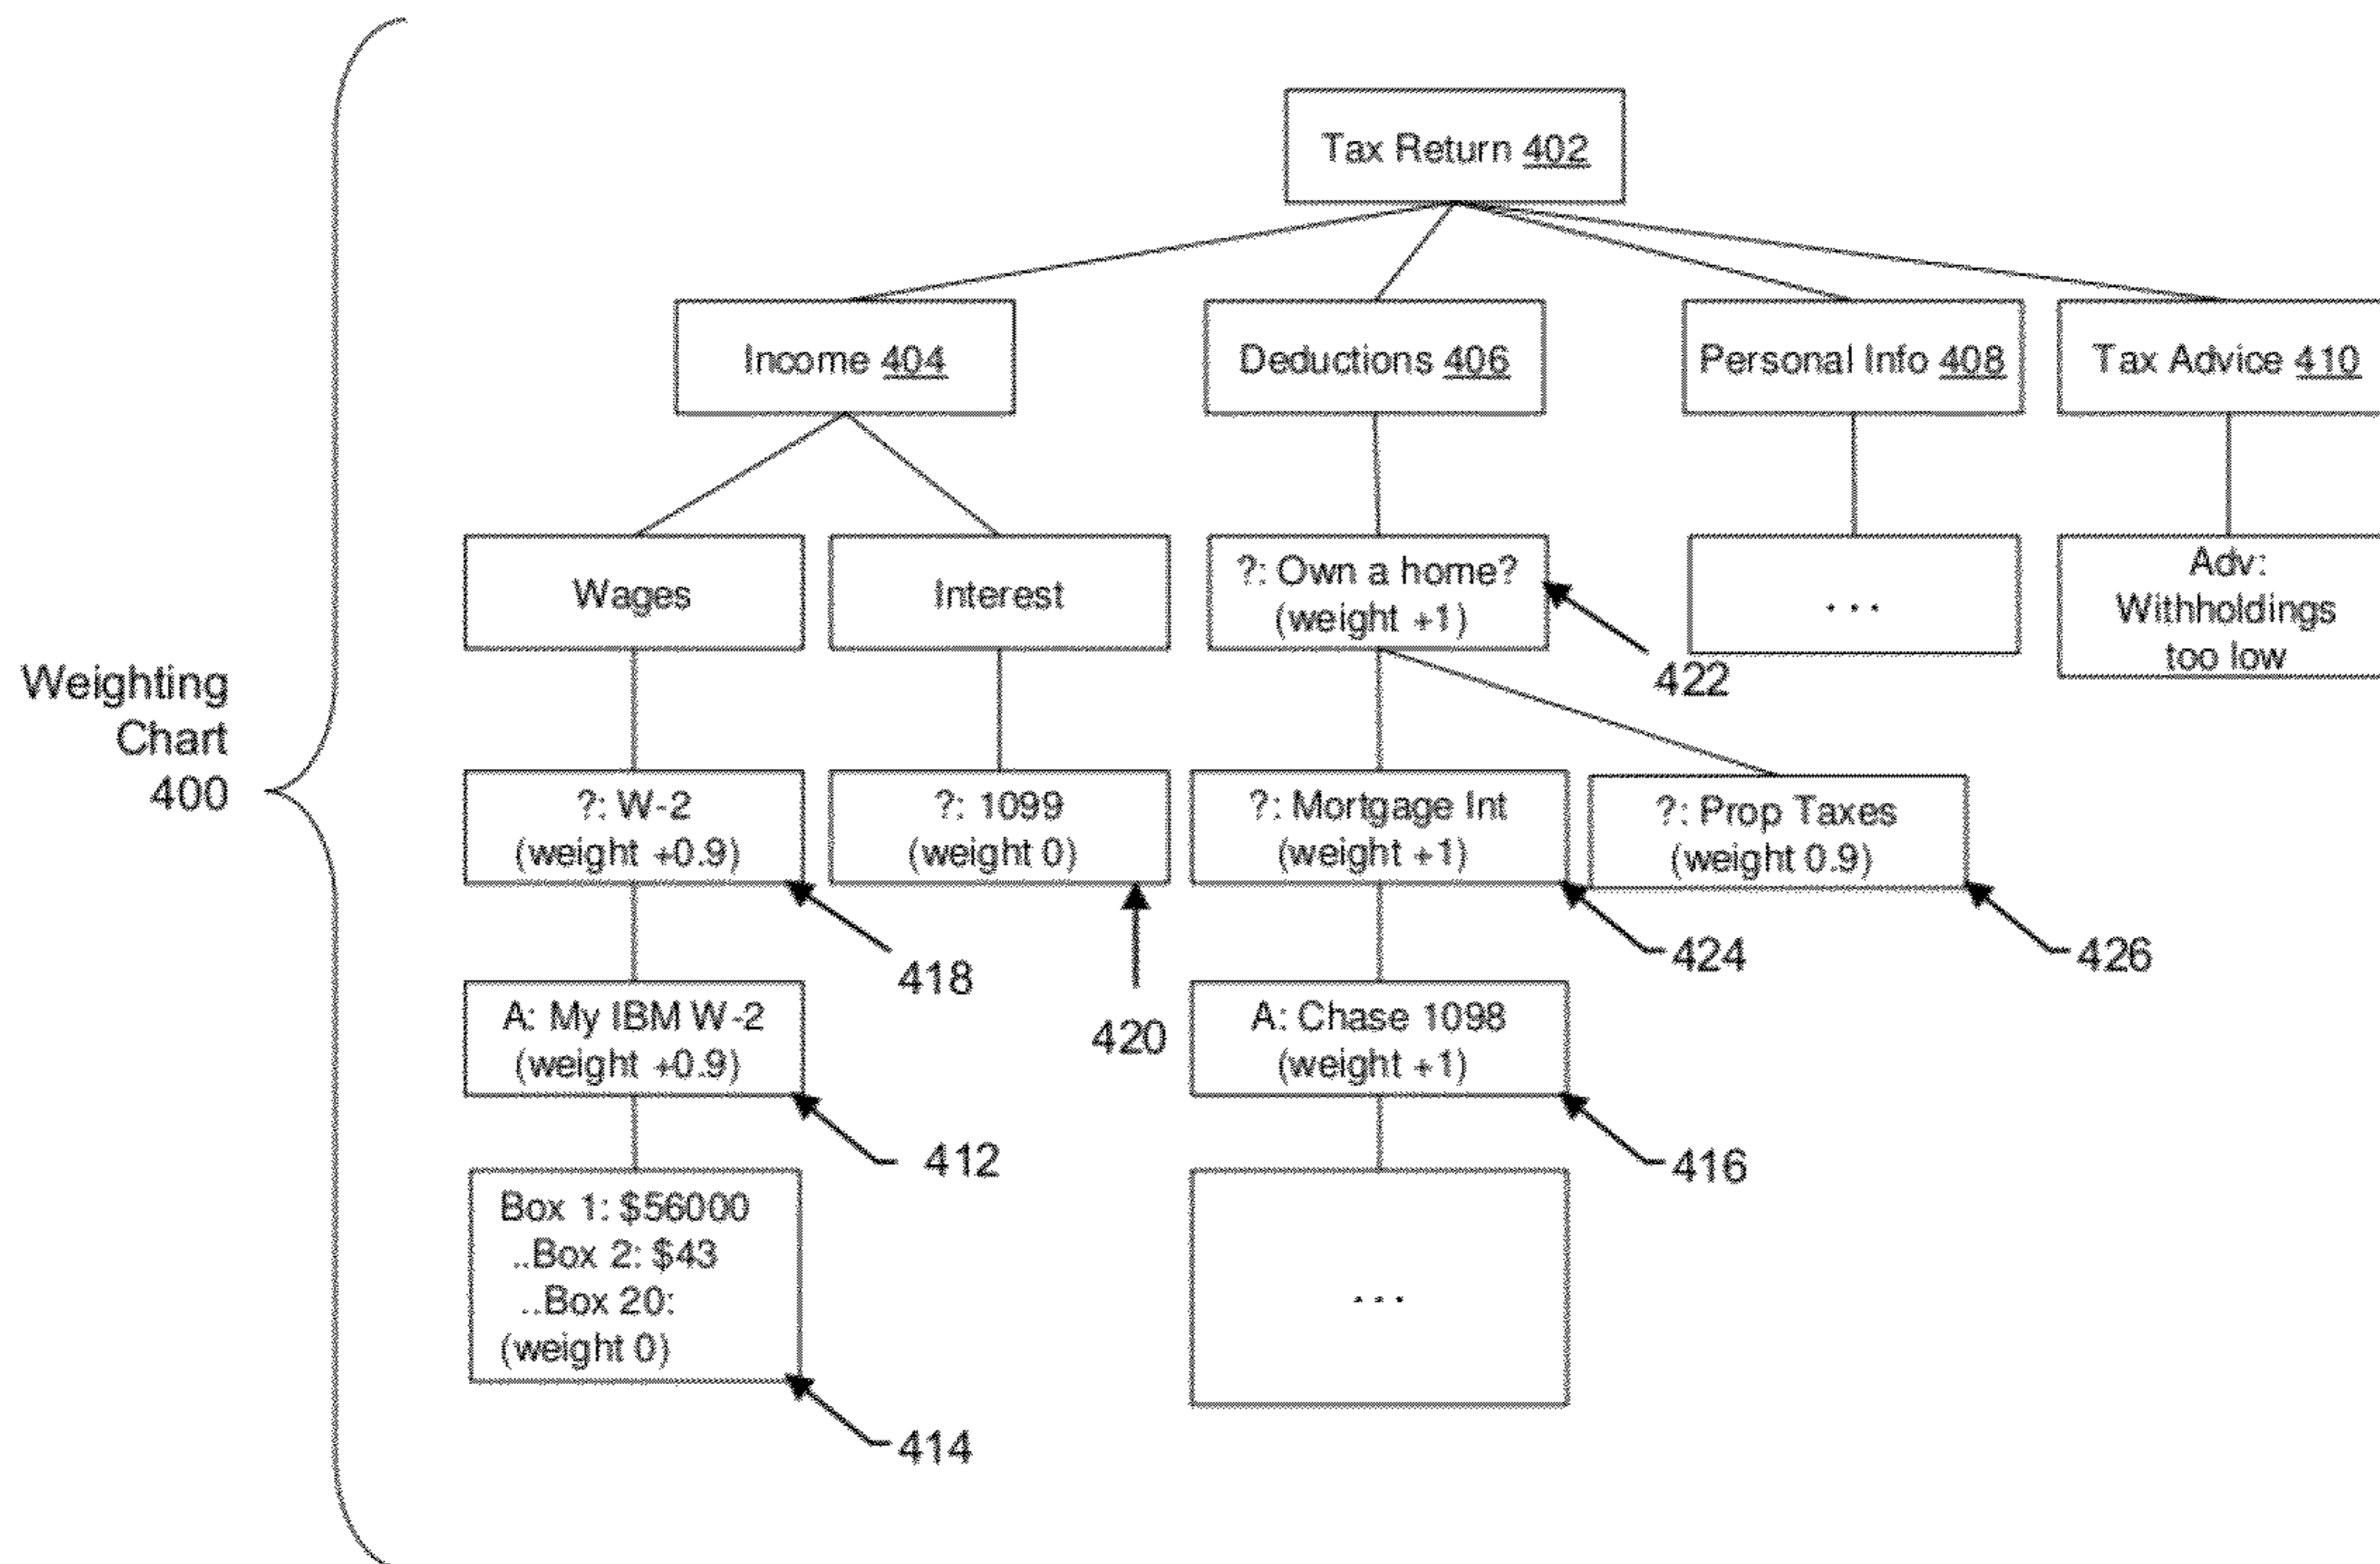 Tax Return 402
Income 404
Deductions 406
Personal Info 408
Tax Advice 410
Wages
Interest
?: Own a home?
(weight +1)
. . .
Adv:
Withholdings
too low
422
Weighting
Chart
400
?: W-2
(weight +0.9)
?: 1099
(weight 0)
?: Mortgage Int
(weight +1)
?: Prop Taxes
(weight 0.9)
418
420
424
426
A: My IBM W-2
(weight +0.9)
A: Chase 1098
(weight +1)
412
416
Box 1: $56000
..Box 2: $43
..Box 20:
(weight 0)
. . .
414